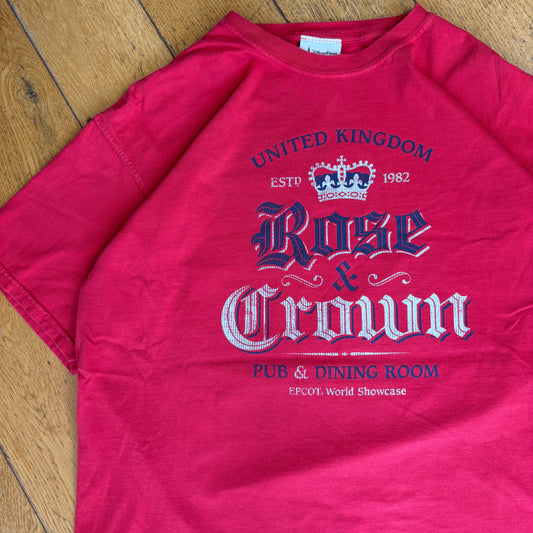 UNITED KINGDOM
ESTD 1982
Rose
&
Crown
PUB & DINING ROOM
EPCOT. World Showcase